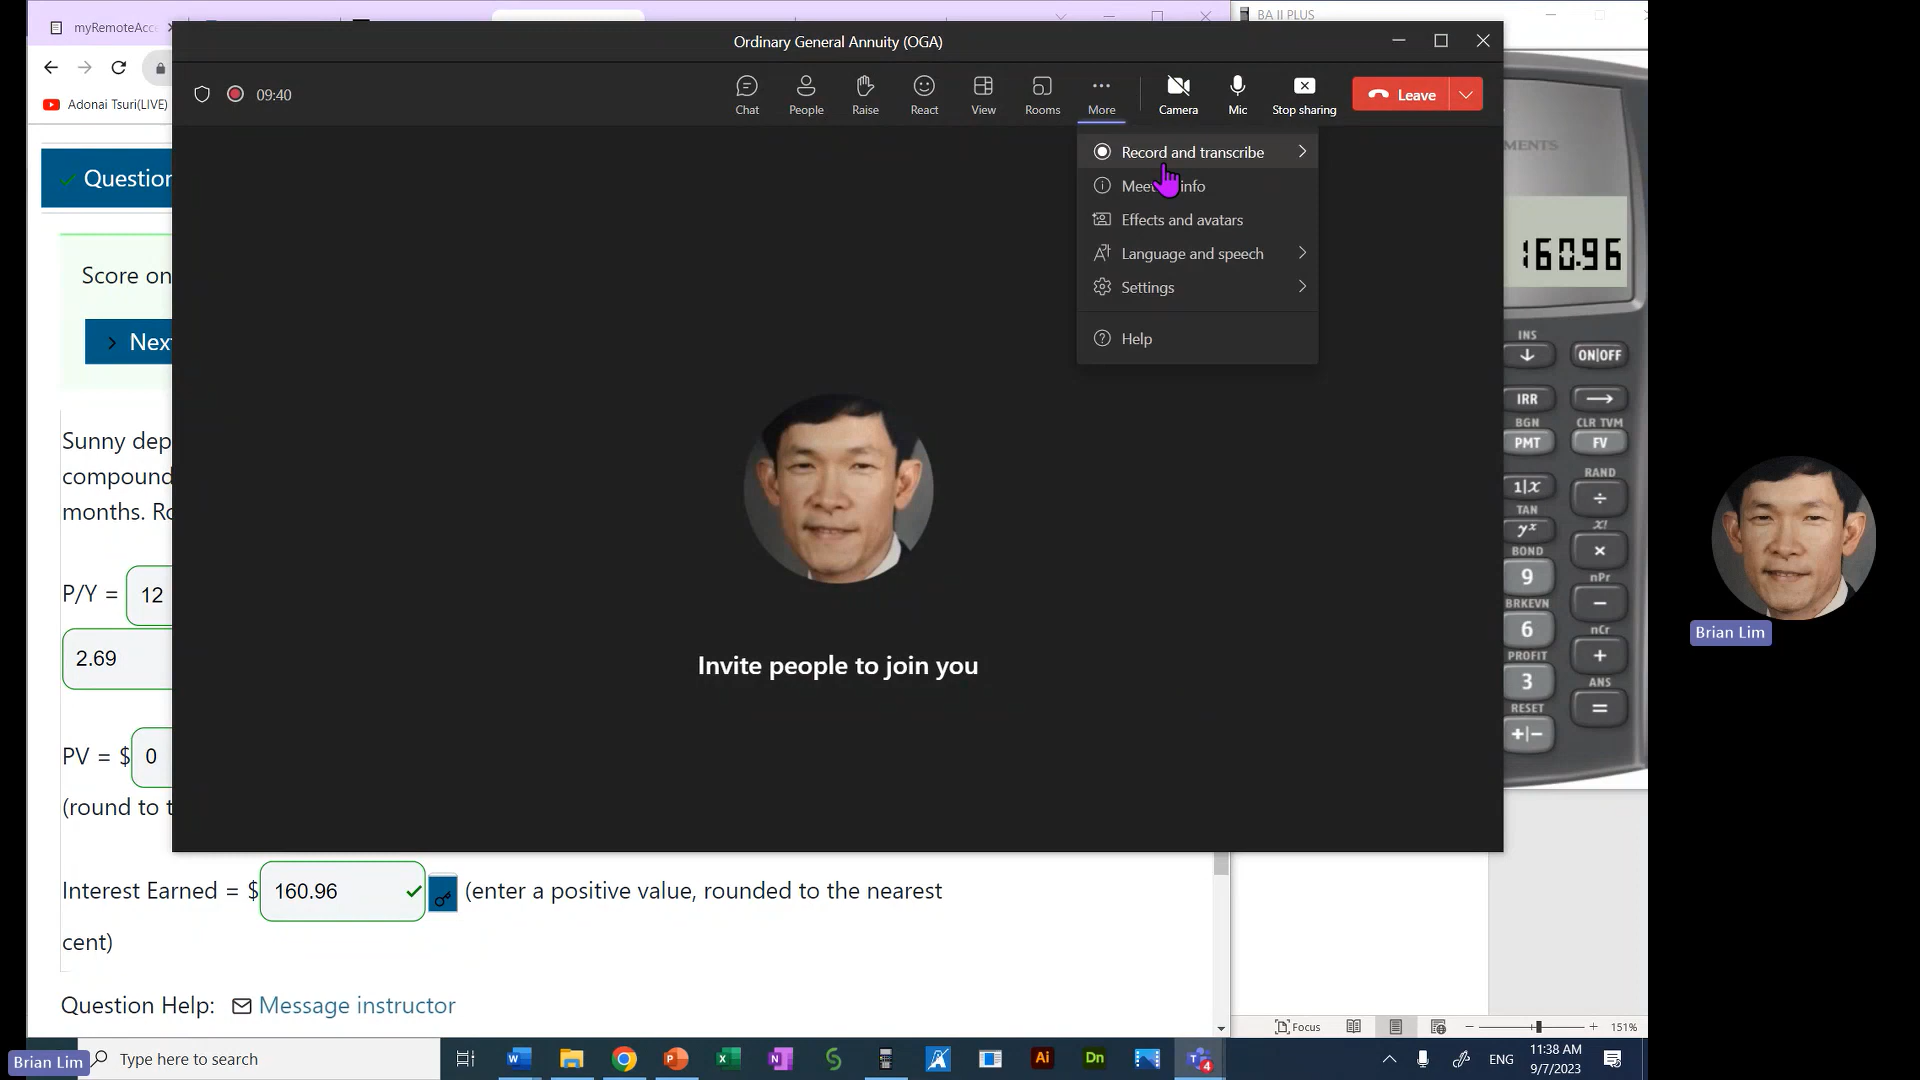 myRemoteAcc
BA II PLUS
Ordinary General Annuity (OGA)
Adonai Tsuri(LIVE)
09:40
Chat
People
Raise
React
View
Rooms
More
Camera
Mic
Stop sharing
Leave
Record and transcribe
Meet info
Effects and avatars
Language and speech
Settings
Help
MENTS
160.96
Question
Score on
Nex
Sunny dep
compound
months. Ro
P/Y = 12
2.69
PV = $ 0
(round to t
Invite people to join you
INS
ON|OFF
IRR
BGN
CLR TVM
PMT
FV
RAND
1|x
÷
TAN
x!
yx
×
BOND
9
nPr
BRKEVN
−
6
nCr
PROFIT
+
3
ANS
RESET
=
+|−
Brian Lim
Interest Earned = $ 160.96 (enter a positive value, rounded to the nearest
cent)
Question Help: Message instructor
Focus
151%
Brian Lim
Type here to search
Ai
Dn
4
ENG
11:38 AM
9/7/2023